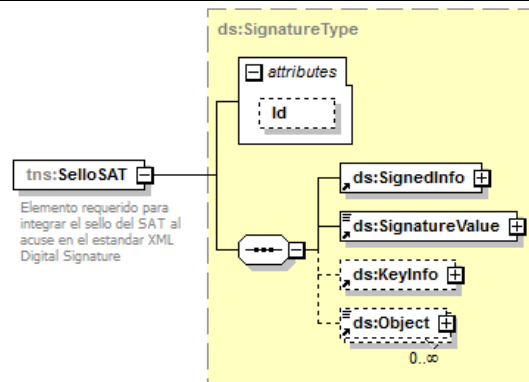 ds:SignatureType
attributes
Id
tns:SelloSAT
Elemento requerido para
integrar el sello del SAT al
acuse en el estandar XML
Digital Signature
ds:SignedInfo
ds:SignatureValue
ds:KeyInfo
ds:Object
0..∞